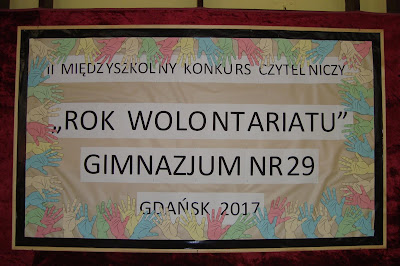 II MIĘDZYSZKOLNY KONKURS CZYTELNICZY
„ROK WOLONTARIATU”
GIMNAZJUM NR 29
GDAŃSK 2017